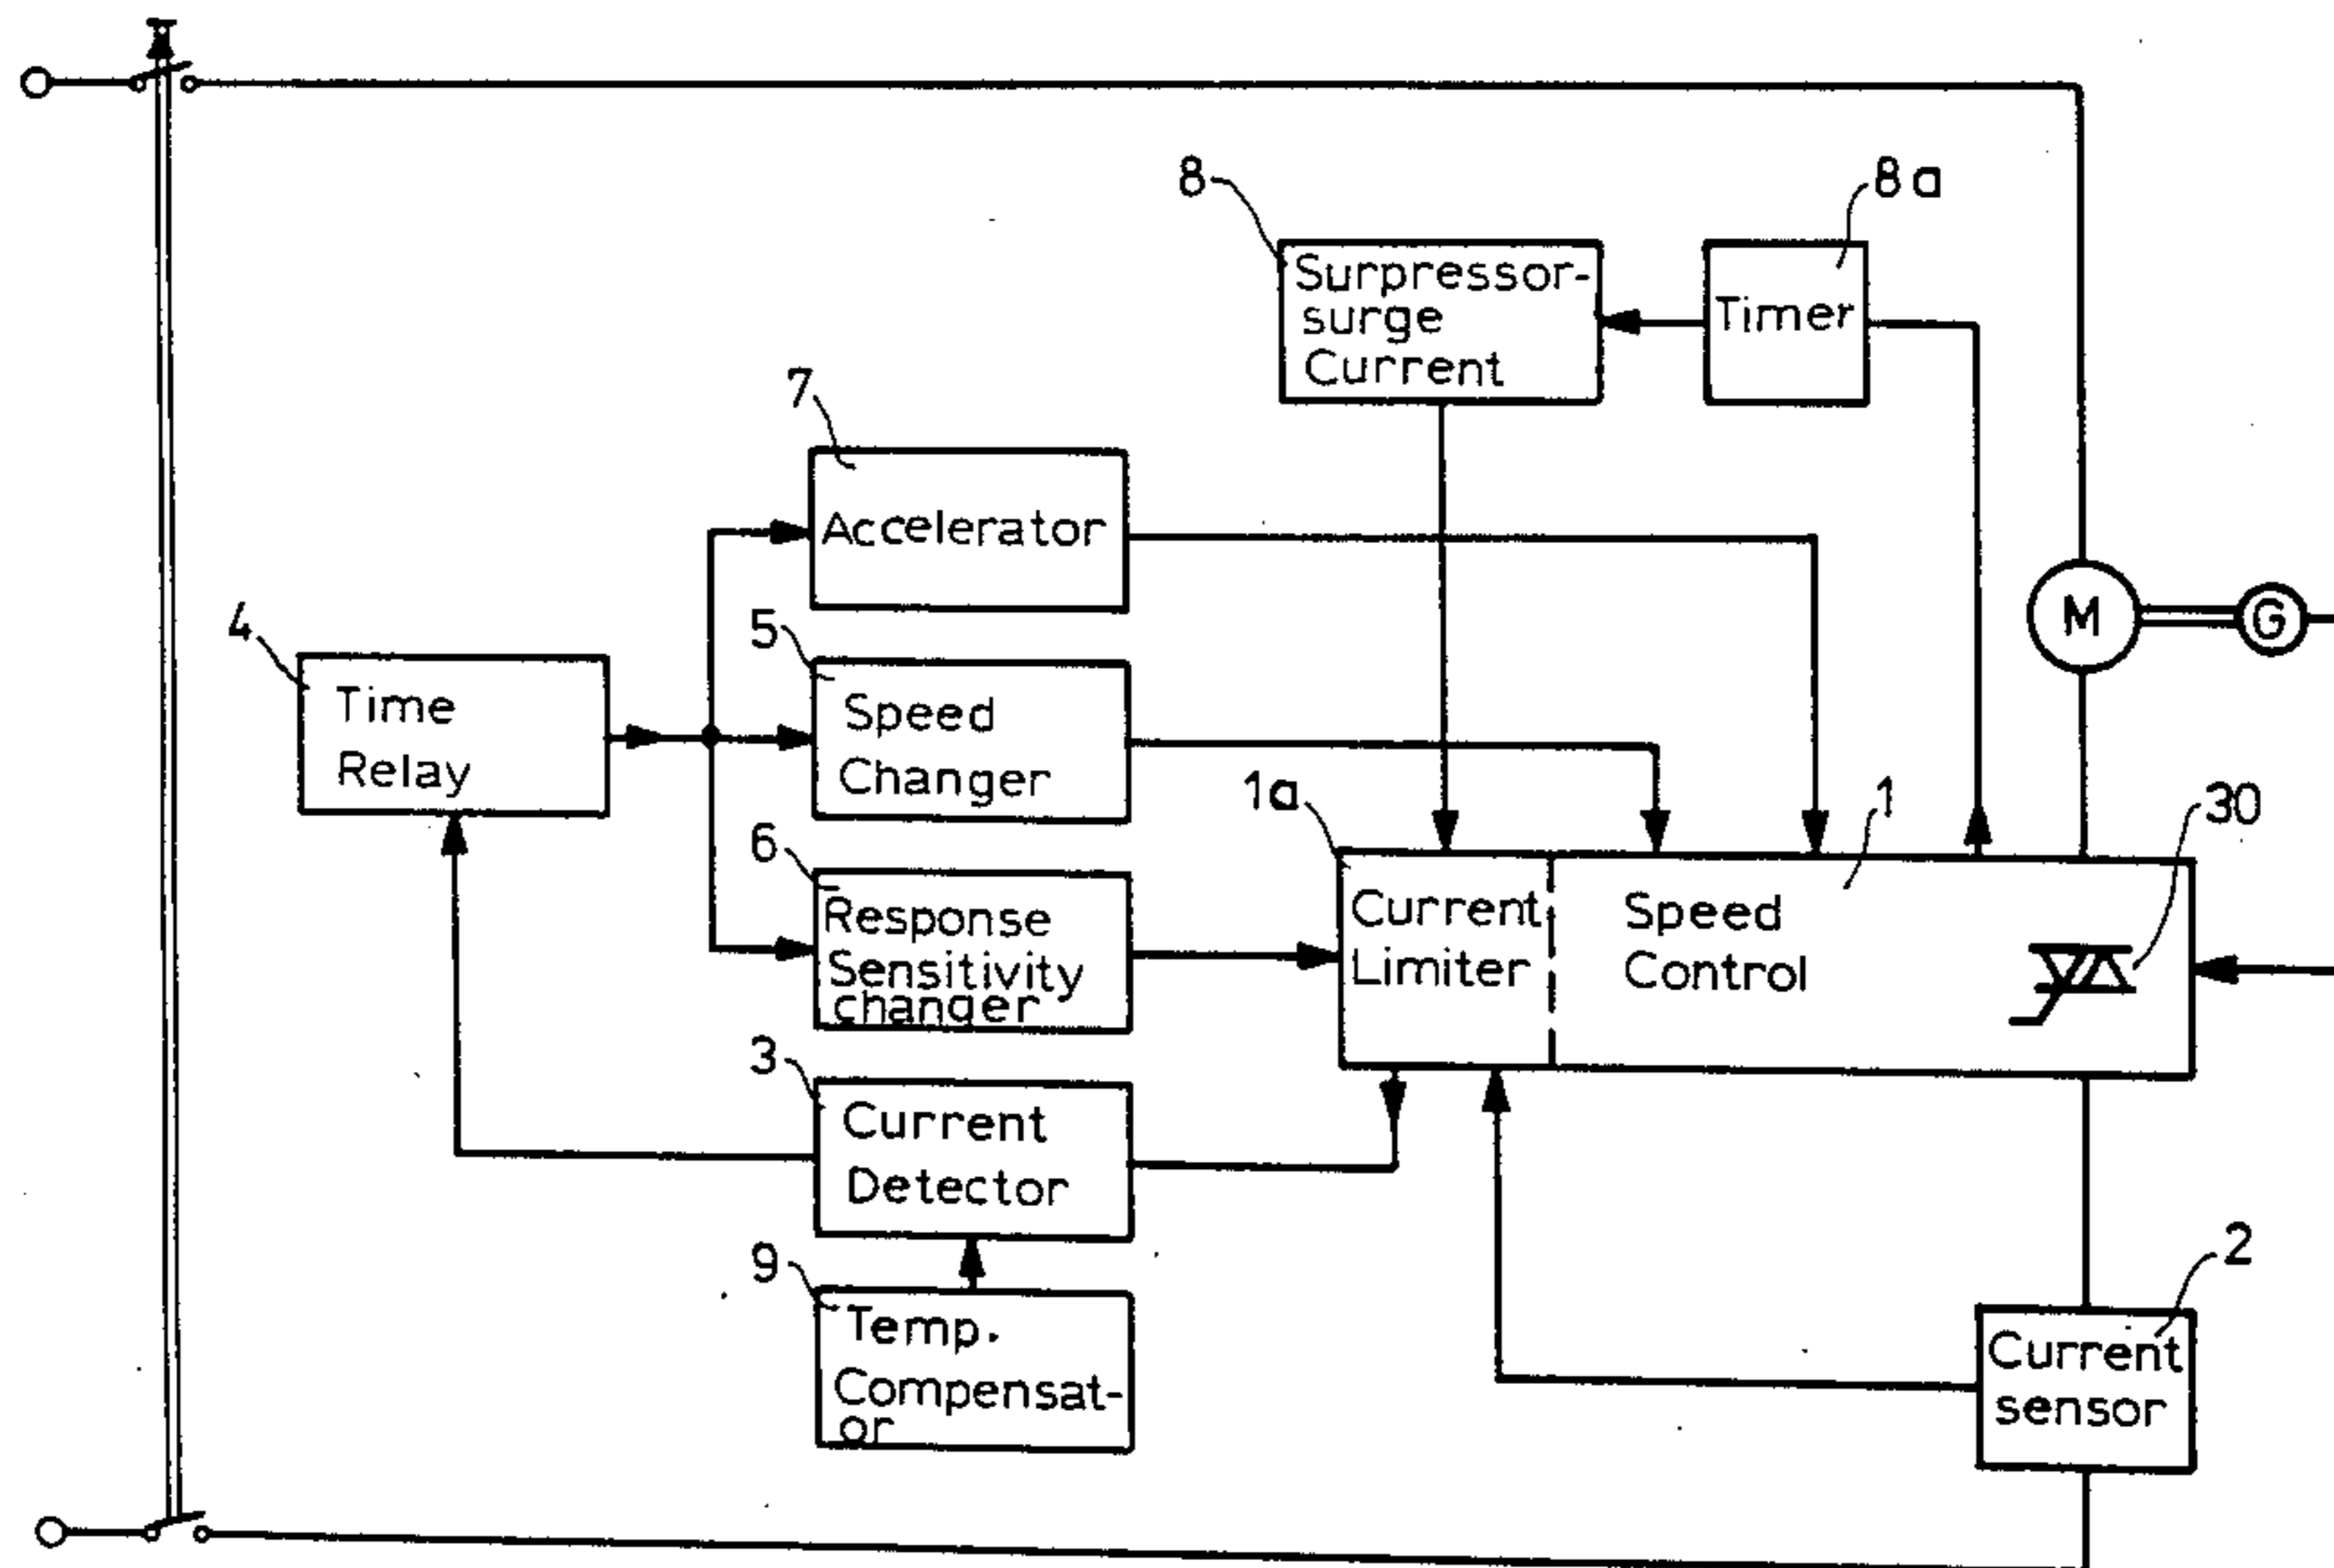 8
8a
Surpressor-
surge
Current
Timer
7
Accelerator
M
G
4
Time
Relay
5
Speed
Changer
1a
1
30
6
Response
Sensitivity
changer
Current
Limiter
Speed
Control
3
Current
Detector
2
Current
sensor
9
Temp.
Compensat-
or